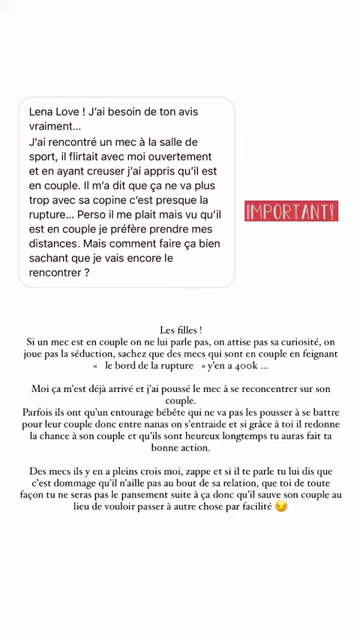 Lena Love ! J'ai besoin de ton avis
vraiment...
J'ai rencontré un mec à la salle de
sport, il flirtait avec moi ouvertement
et en ayant creuser j'ai appris qu'il est
en couple. Il m'a dit que ça ne va plus
trop avec sa copine c'est presque la
rupture... Perso il me plait mais vu qu'il
est en couple je préfère prendre mes
distances. Mais comment faire ça bien
sachant que je vais encore le
rencontrer ?
IMPORTANT!
Les filles !
Si un mec est en couple on ne lui parle pas, on attise pas sa curiosité, on
joue pas la séduction, sachez que des mecs qui sont en couple en feignant
« le bord de la rupture » y'en a 400k ...
Moi ça m'est déjà arrivé et j'ai poussé le mec à se reconcentrer sur son
couple.
Parfois ils ont qu'un entourage bébête qui ne va pas les pousser à se battre
pour leur couple donc entre nanas on s'entraide et si grâce à toi il redonne
la chance à son couple et qu'ils sont heureux longtemps tu auras fait ta
bonne action.
Des mecs ils y en a pleins crois moi, zappe et si il te parle tu lui dis que
c'est dommage qu'il n'aille pas au bout de sa relation, que toi de toute
façon tu ne seras pas le pansement suite à ça donc qu'il sauve son couple au
lieu de vouloir passer à autre chose par facilité 😏